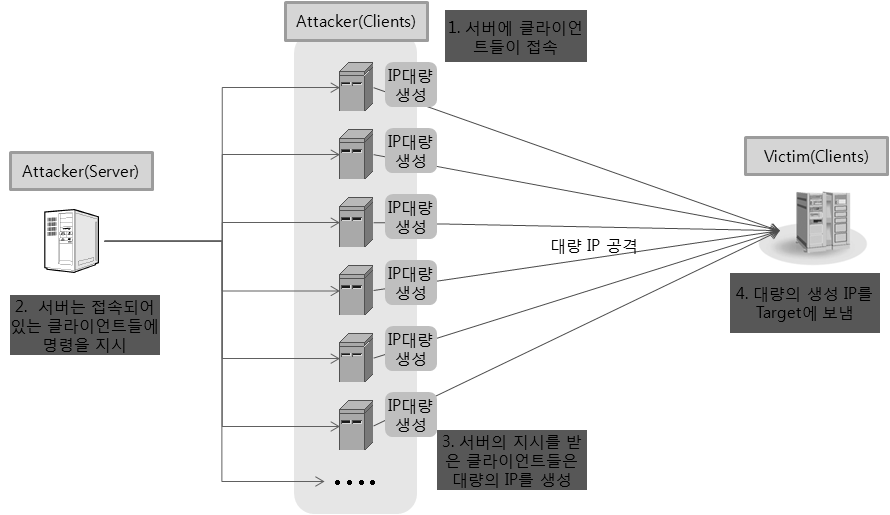 Attacker(Clients)
1. 서버에 클라이언
트들이 접속
IP대량
생성
IP대량
생성
IP대량
생성
IP대량
생성
IP대량
생성
IP대량
생성
....
Attacker(Server)
2. 서버는 접속되어
있는 클라이언트들에
명령을 지시
3. 서버의 지시를 받
은 클라이언트들은
대량의 IP를 생성
대량 IP 공격
Victim(Clients)
4. 대량의 생성 IP를
Target에 보냄